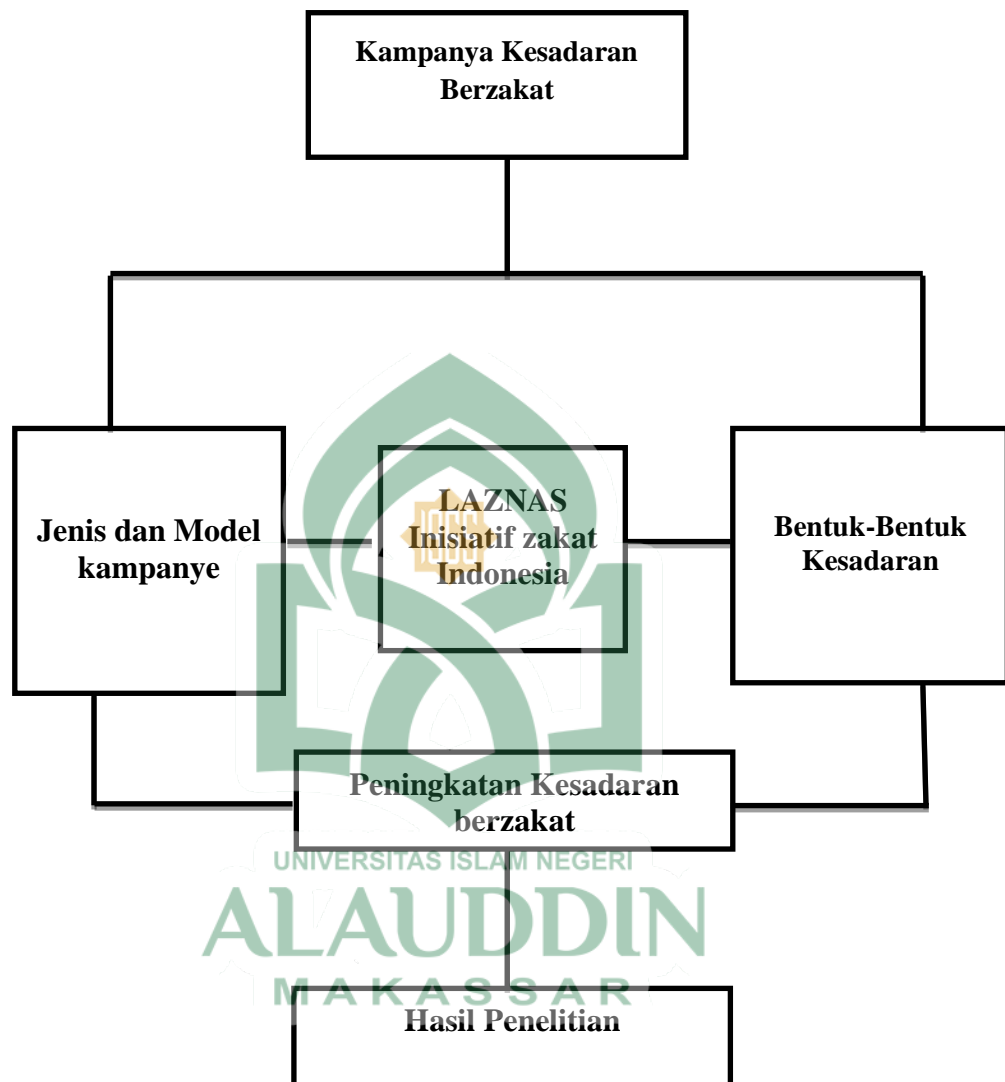 Kampanya Kesadaran
Berzakat
Jenis dan Model
kampanye
LAZNAS
Inisiatif zakat
Indonesia
Bentuk-Bentuk
Kesadaran
Peningkatan Kesadaran
berzakat
UNIVERSITAS ISLAM NEGERI
ALAUDDIN
MAKASSAR
Hasil Penelitian